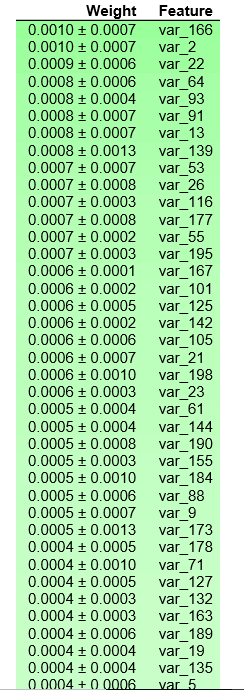 Weight Feature
0.0010 ± 0.0007 var_166
0.0010 ± 0.0007 var_2
0.0009 ± 0.0006 var_22
0.0008 ± 0.0006 var_64
0.0008 ± 0.0004 var_93
0.0008 ± 0.0007 var_91
0.0008 ± 0.0007 var_13
0.0008 ± 0.0013 var_139
0.0007 ± 0.0007 var_53
0.0007 ± 0.0008 var_26
0.0007 ± 0.0003 var_116
0.0007 ± 0.0008 var_177
0.0007 ± 0.0002 var_55
0.0007 ± 0.0003 var_195
0.0006 ± 0.0001 var_167
0.0006 ± 0.0002 var_101
0.0006 ± 0.0005 var_125
0.0006 ± 0.0002 var_142
0.0006 ± 0.0006 var_105
0.0006 ± 0.0007 var_21
0.0006 ± 0.0010 var_198
0.0006 ± 0.0003 var_23
0.0005 ± 0.0004 var_61
0.0005 ± 0.0004 var_144
0.0005 ± 0.0008 var_190
0.0005 ± 0.0003 var_155
0.0005 ± 0.0010 var_184
0.0005 ± 0.0006 var_88
0.0005 ± 0.0007 var_9
0.0005 ± 0.0013 var_173
0.0004 ± 0.0005 var_178
0.0004 ± 0.0010 var_71
0.0004 ± 0.0005 var_127
0.0004 ± 0.0003 var_132
0.0004 ± 0.0003 var_163
0.0004 ± 0.0006 var_189
0.0004 ± 0.0004 var_19
0.0004 ± 0.0004 var_135
0.0004 ± 0.0006 var_5